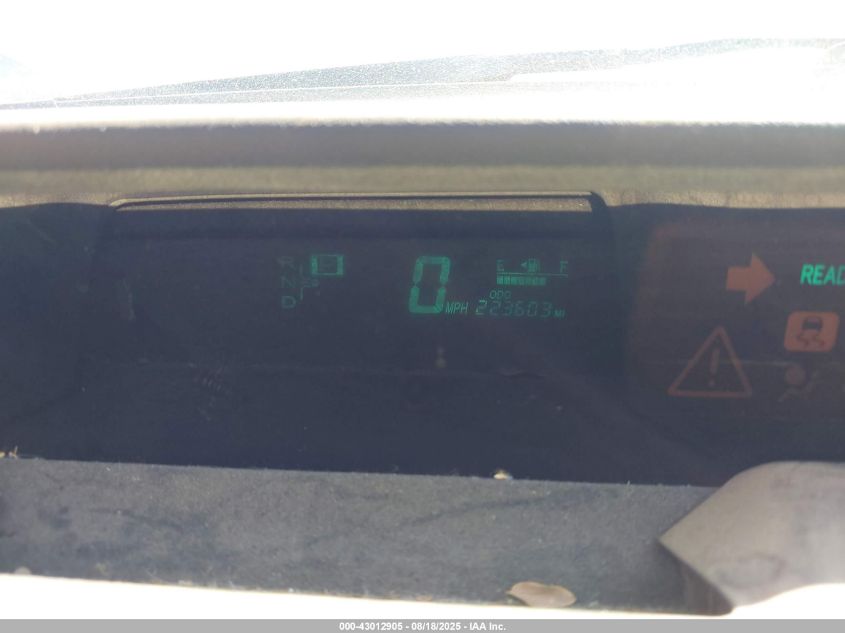 R
N
D
0 MPH
E F
ODO
223603 MI
READ
000-43012905 - 08/18/2025 - IAA Inc.